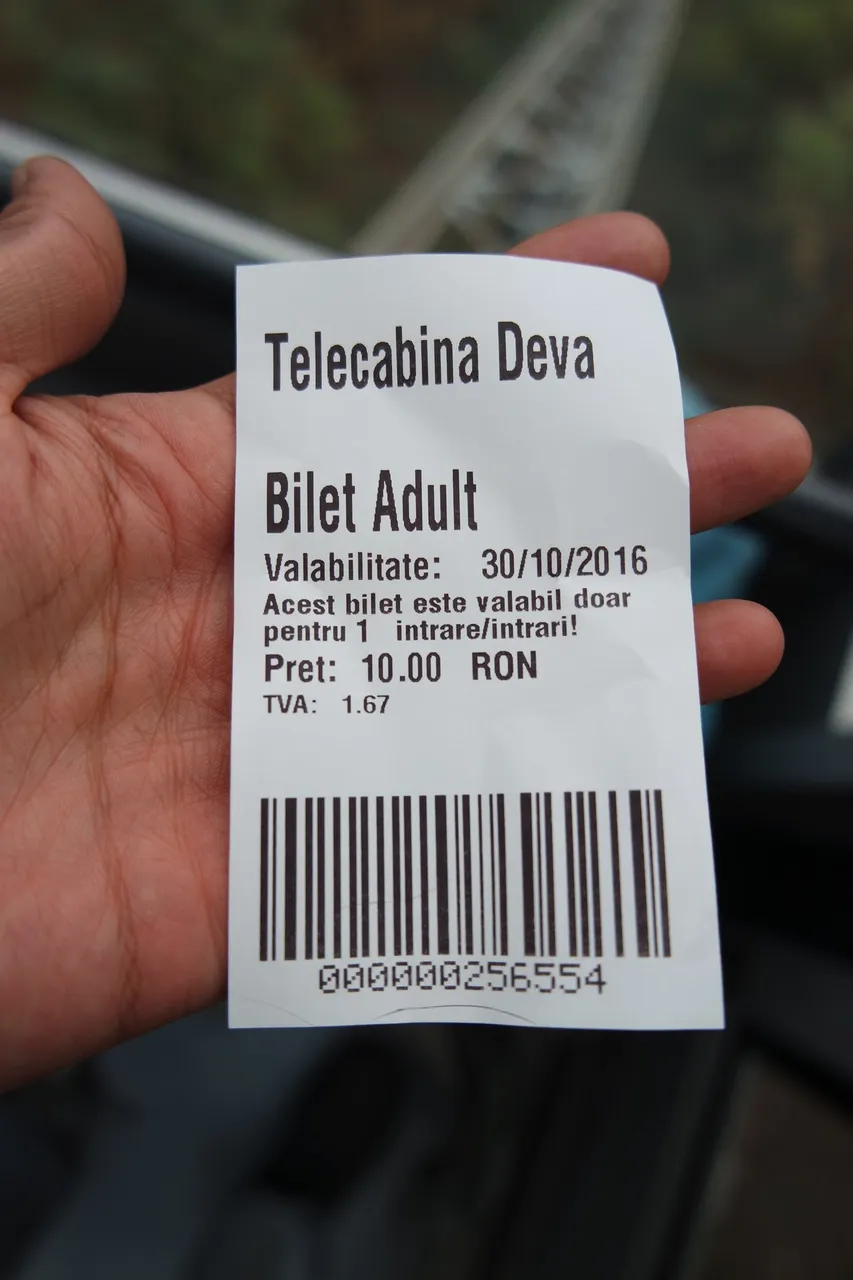 Telecabina Deva
Bilet Adult
Valabilitate: 30/10/2016
Acest bilet este valabil doar
pentru 1 intrare/intrari!
Pret: 10.00 RON
TVA: 1.67
000000256554